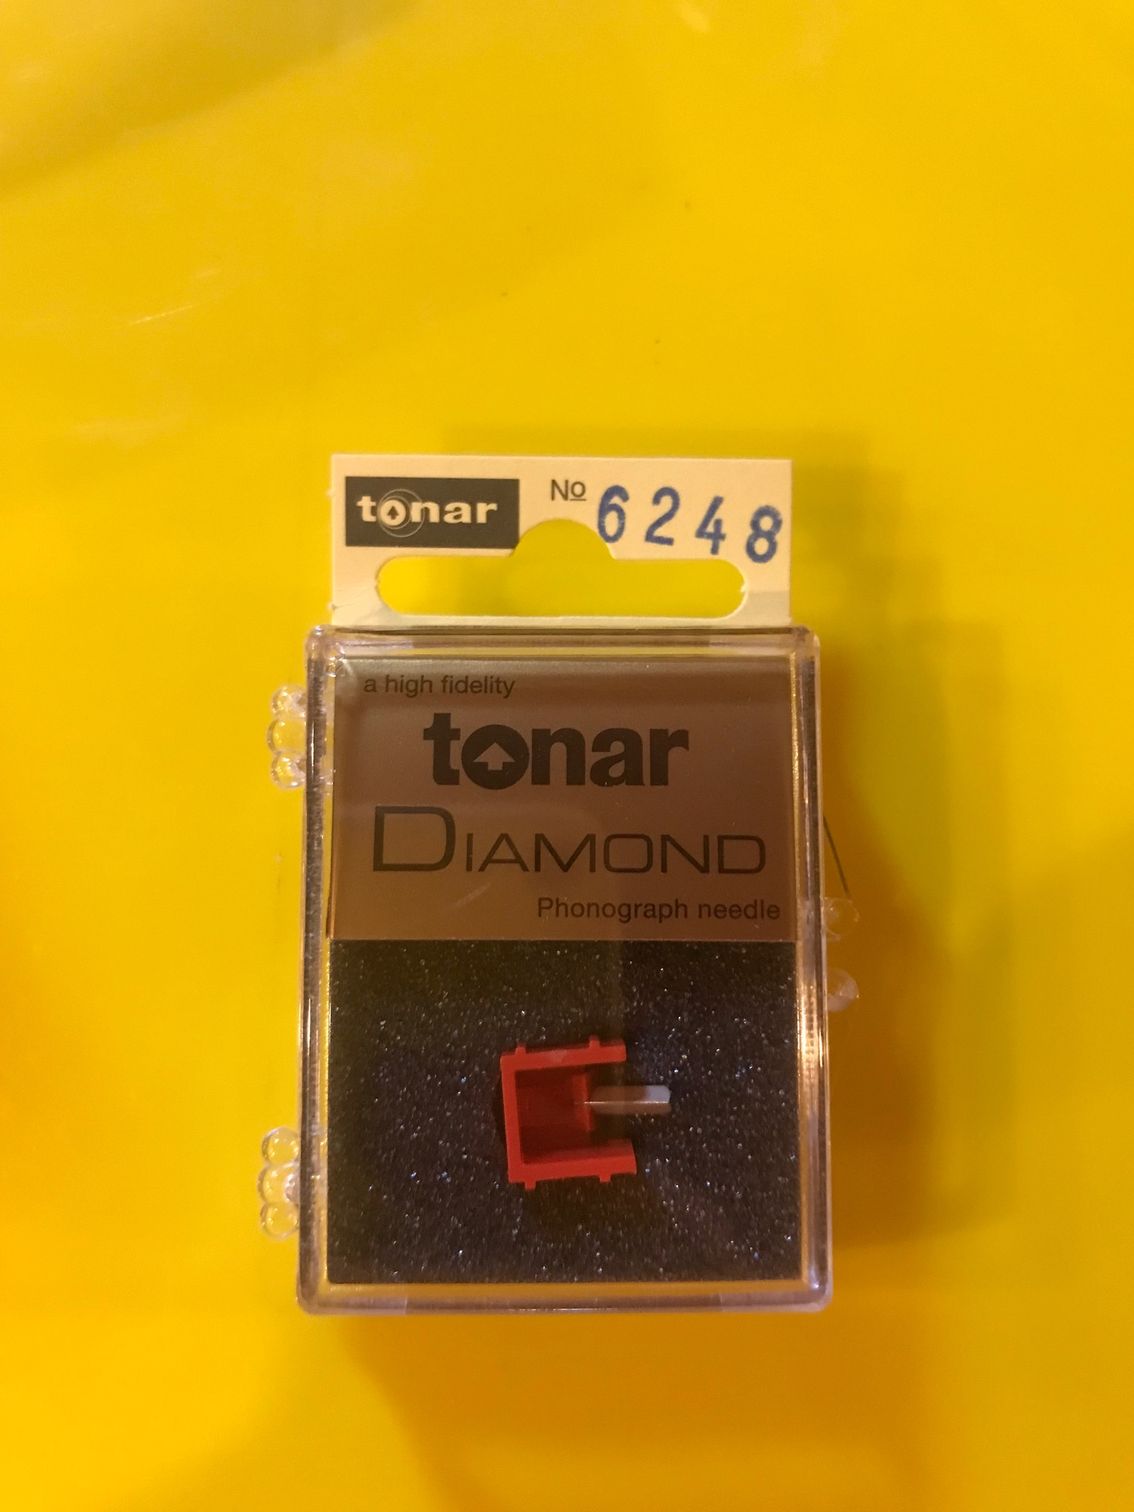 tonar
No 6248
a high fidelity
tonar
DIAMOND
Phonograph needle